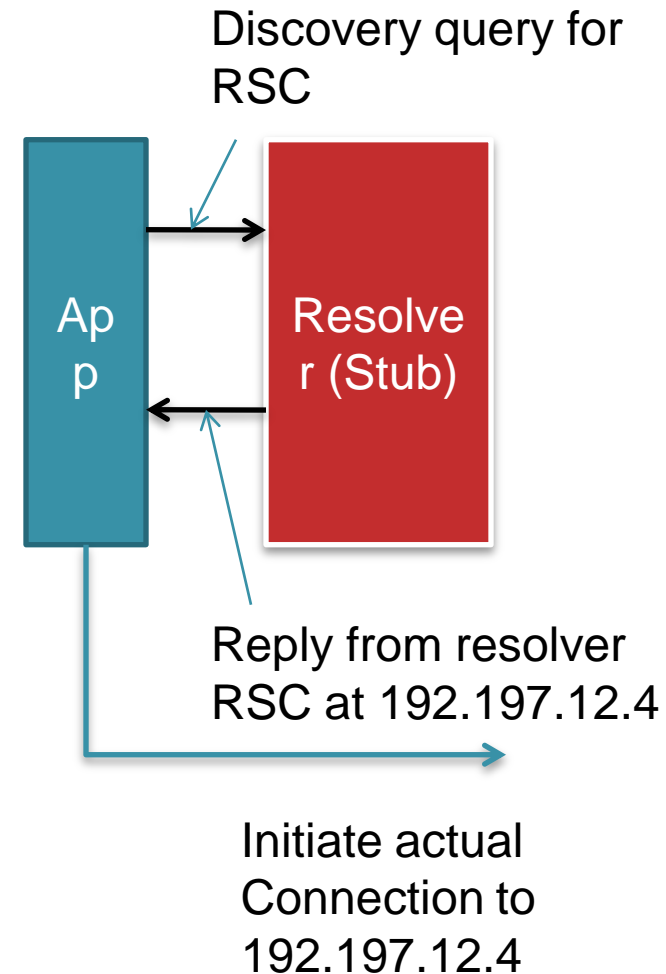 Discovery query for
RSC
Ap
p
Resolve
r (Stub)
Reply from resolver
RSC at 192.197.12.4
Initiate actual
Connection to
192.197.12.4